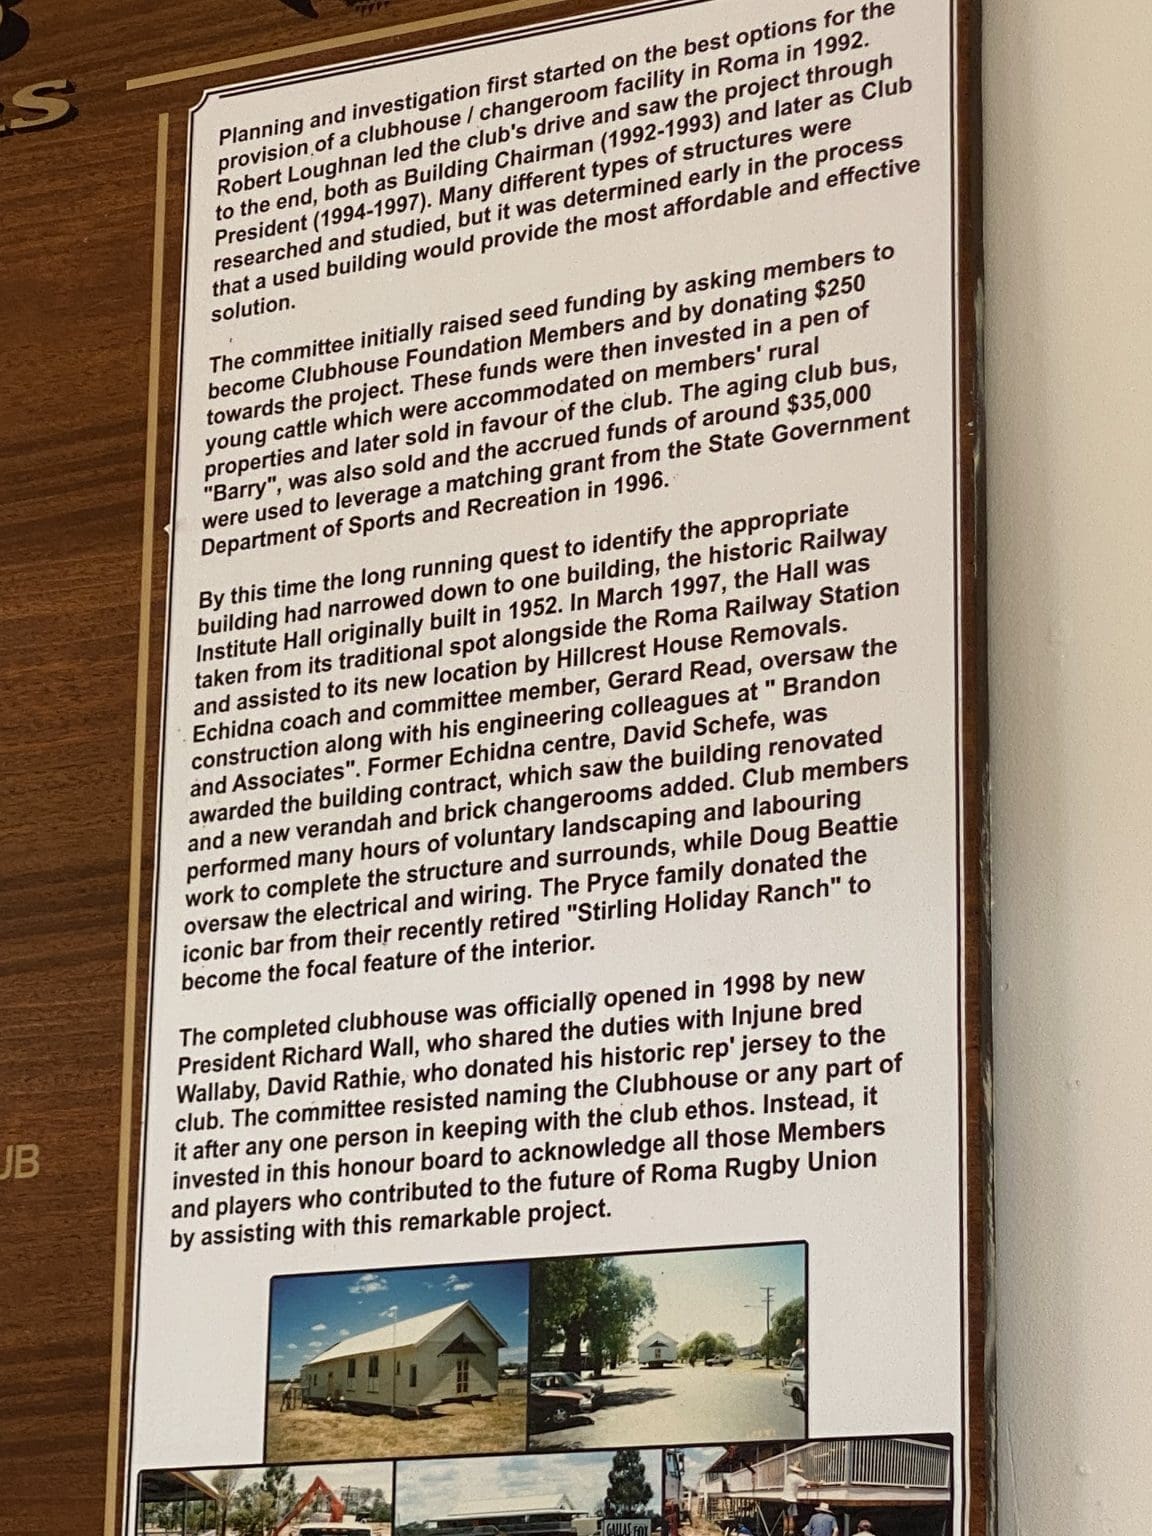 Planning and investigation first started on the best options for the
provision of a clubhouse / changeroom facility in Roma in 1992.
Robert Loughnan led the club's drive and saw the project through
to the end, both as Building Chairman (1992-1993) and later as Club
President (1994-1997). Many different types of structures were
researched and studied, but it was determined early in the process
that a used building would provide the most affordable and effective
solution.
The committee initially raised seed funding by asking members to
become Clubhouse Foundation Members and by donating $250
towards the project. These funds were then invested in a pen of
young cattle which were accommodated on members' rural
properties and later sold in favour of the club. The aging club bus,
"Barry", was also sold and the accrued funds of around $35,000
were used to leverage a matching grant from the State Government
Department of Sports and Recreation in 1996.
By this time the long running quest to identify the appropriate
building had narrowed down to one building, the historic Railway
Institute Hall originally built in 1952. In March 1997, the Hall was
taken from its traditional spot alongside the Roma Railway Station
and assisted to its new location by Hillcrest House Removals.
Echidna coach and committee member, Gerard Read, oversaw the
construction along with his engineering colleagues at " Brandon
and Associates". Former Echidna centre, David Schefe, was
awarded the building contract, which saw the building renovated
and a new verandah and brick changerooms added. Club members
performed many hours of voluntary landscaping and labouring
work to complete the structure and surrounds, while Doug Beattie
oversaw the electrical and wiring. The Pryce family donated the
iconic bar from their recently retired "Stirling Holiday Ranch" to
become the focal feature of the interior.
The completed clubhouse was officially opened in 1998 by new
President Richard Wall, who shared the duties with Injune bred
Wallaby, David Rathie, who donated his historic rep' jersey to the
club. The committee resisted naming the Clubhouse or any part of
it after any one person in keeping with the club ethos. Instead, it
invested in this honour board to acknowledge all those Members
and players who contributed to the future of Roma Rugby Union
by assisting with this remarkable project.